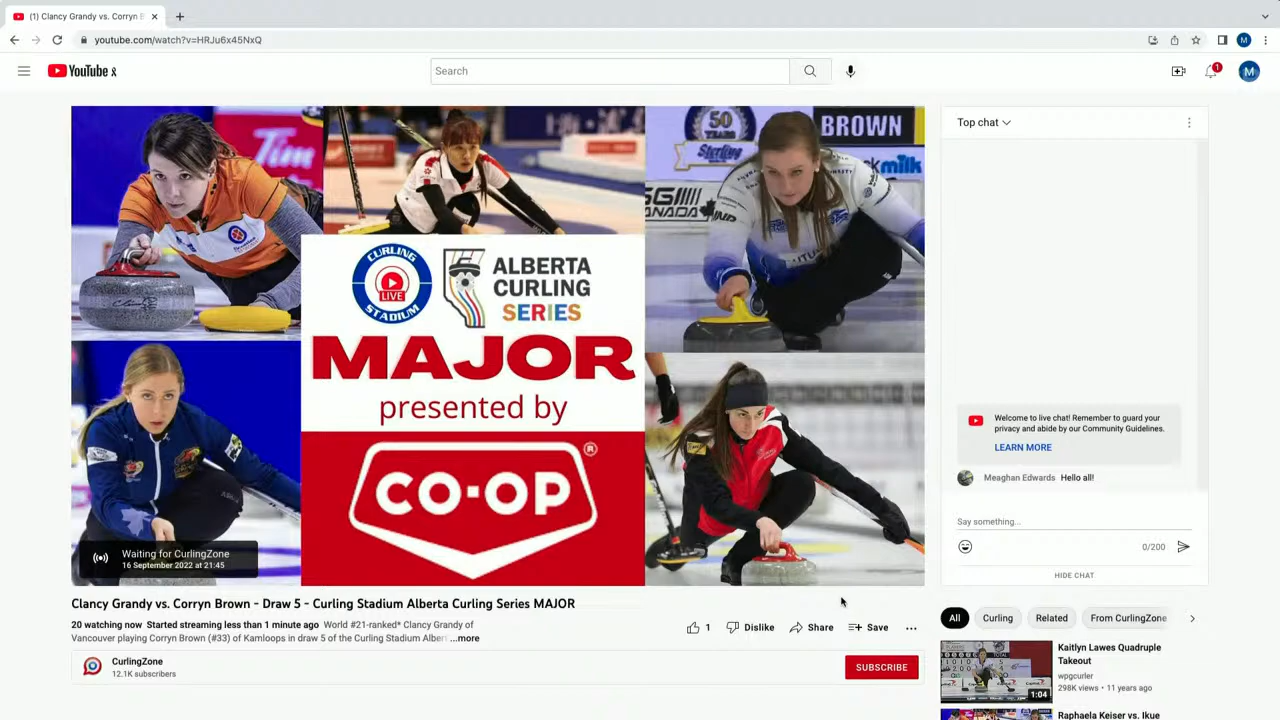 (1) Clancy Grandy vs. Corryn B
youtube.com/watch?v=HRJu6x45NxQ
M
YouTube
Search
1
M
Tim
50
YEARS
Sterling
BROWN
milk
CANADA
CURLING
LIVE
STADIUM
ALBERTA
CURLING
SERIES
MAJOR
presented by
CO-OP
®
Waiting for CurlingZone
16 September 2022 at 21:45
Clancy Grandy vs. Corryn Brown - Draw 5 - Curling Stadium Alberta Curling Series MAJOR
20 watching now Started streaming less than 1 minute ago World #21-ranked* Clancy Grandy of
Vancouver playing Corryn Brown (#33) of Kamloops in draw 5 of the Curling Stadium Alber ...more
1 Dislike Share Save
CurlingZone
12.1K subscribers
SUBSCRIBE
Top chat
Welcome to live chat! Remember to guard your
privacy and abide by our Community Guidelines.
LEARN MORE
Meaghan Edwards Hello all!
Say something...
0/200
HIDE CHAT
All Curling Related From CurlingZone
Kaitlyn Lawes Quadruple
Takeout
wpgcurler
298K views • 11 years ago
1:04
Raphaela Keiser vs. Ikue